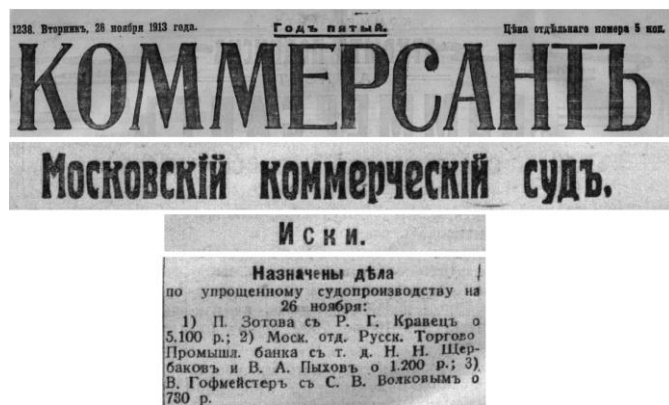 1238. Вторникъ, 26 ноября 1913 года. Годъ пятый. Цѣна отдѣльнаго номера 5 коп.
КОММЕРСАНТЪ
Московскій коммерческій судъ.
Иски.
Назначены дѣла
по упрощенному судопроизводству на
26 ноября:
1) П. Зотова съ Р. Г. Кравецъ о
5.100 р.; 2) Моск. отд. Русск. Торгово
Промышл. банка съ т. д. Н. Н. Щер-
баковъ и В. А. Пыховъ о 1.200 р.; 3)
В. Гофмейстеръ съ С. В. Волковымъ о
730 р.